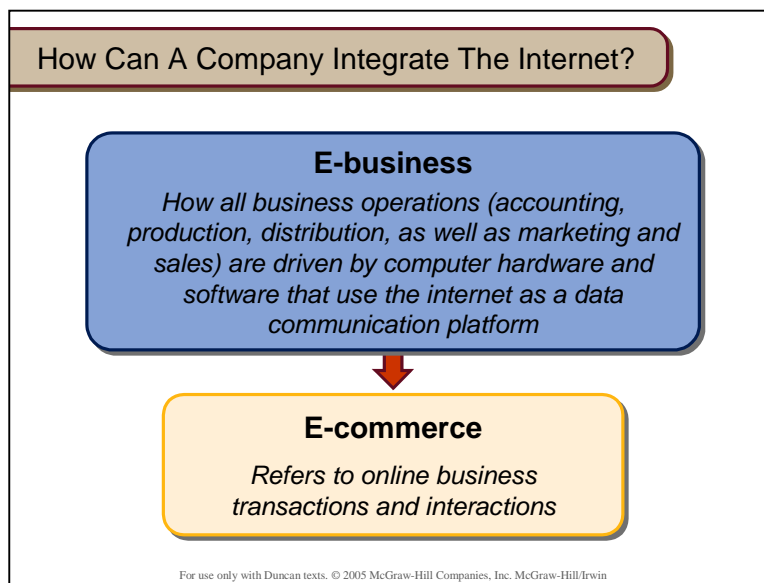 How Can A Company Integrate The Internet?
E-business
How all business operations (accounting,
production, distribution, as well as marketing and
sales) are driven by computer hardware and
software that use the internet as a data
communication platform
E-commerce
Refers to online business
transactions and interactions
For use only with Duncan texts. © 2005 McGraw-Hill Companies, Inc. McGraw-Hill/Irwin